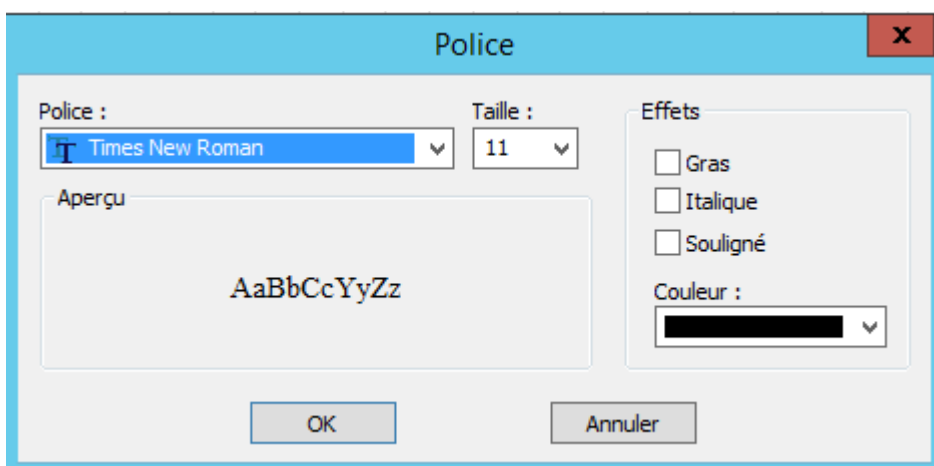 Police
Police :
Taille :
Times New Roman
11
Aperçu
AaBbCcYyZz
Effets
Gras
Italique
Souligné
Couleur :
OK
Annuler